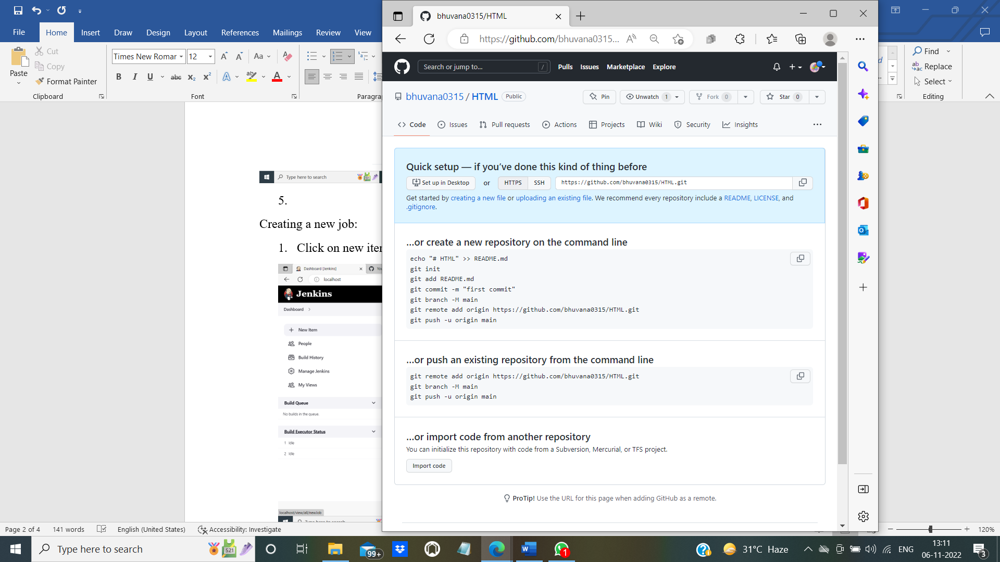 File
Home
Insert
Draw
Design
Layout
References
Mailings
Review
View
Paste
Cut
Copy
Format Painter
Clipboard
Times New Roman
12
Font
Find
Replace
Select
Editing
Type here to search
5.
Creating a new job:
1. Click on new
Dashboard [Jenkins]
localhost
Jenkins
Dashboard
New Item
People
Build History
Manage Jenkins
My Views
Build Queue
No builds in the queue.
Build Executor Status
1 Idle
2 Idle
localhost/view/all/newJob
bhuvana0315/HTML
https://github.com/bhuvana0315...
Search or jump to...
/
Pulls
Issues
Marketplace
Explore
bhuvana0315 / HTML
Public
Pin
Unwatch 1
Fork 0
Star 0
Code
Issues
Pull requests
Actions
Projects
Wiki
Security
Insights
Quick setup — if you’ve done this kind of thing before
Set up in Desktop
or
HTTPS
SSH
https://github.com/bhuvana0315/HTML.git
Get started by creating a new file or uploading an existing file. We recommend every repository include a README, LICENSE, and
.gitignore.
…or create a new repository on the command line
echo "# HTML" >> README.md
git init
git add README.md
git commit -m "first commit"
git branch -M main
git remote add origin https://github.com/bhuvana0315/HTML.git
git push -u origin main
…or push an existing repository from the command line
git remote add origin https://github.com/bhuvana0315/HTML.git
git branch -M main
git push -u origin main
…or import code from another repository
You can initialize this repository with code from a Subversion, Mercurial, or TFS project.
Import code
ProTip! Use the URL for this page when adding GitHub as a remote.
Page 2 of 4
141 words
English (United States)
Accessibility: Investigate
120%
Type here to search
521
99+
1
31°C Haze
ENG
13:11
06-11-2022
3